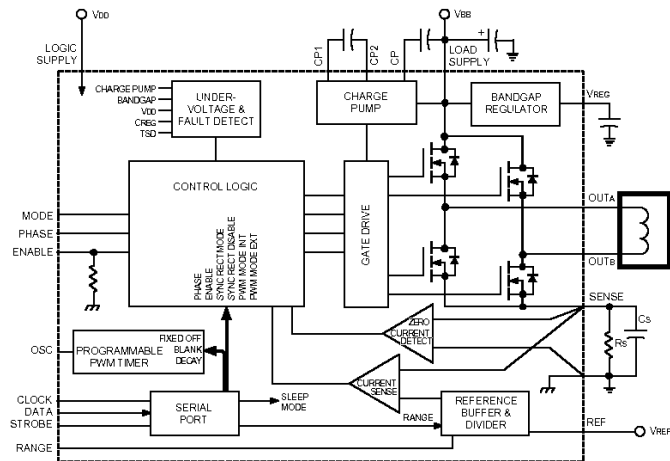 VDD
VBB
LOGIC
SUPPLY
CP1
CP2
CP
LOAD
SUPPLY
+
CHARGE PUMP
BANDGAP
VDD
CREG
TSD
UNDER-
VOLTAGE &
FAULT DETECT
CHARGE
PUMP
BANDGAP
REGULATOR
VREG
CONTROL LOGIC
GATE DRIVE
MODE
PHASE
ENABLE
OUTA
OUTB
PHASE
ENABLE
SYNC RECT MODE
SYNC RECT DISABLE
PWM MODE INT
PWM MODE EXT
SENSE
ZERO
CURRENT
DETECT
CS
RS
OSC
PROGRAMMABLE
PWM TIMER
FIXED OFF
BLANK
DECAY
CURRENT
SENSE
CLOCK
DATA
STROBE
SERIAL
PORT
SLEEP
MODE
RANGE
REFERENCE
BUFFER &
DIVIDER
REF
VREF
RANGE